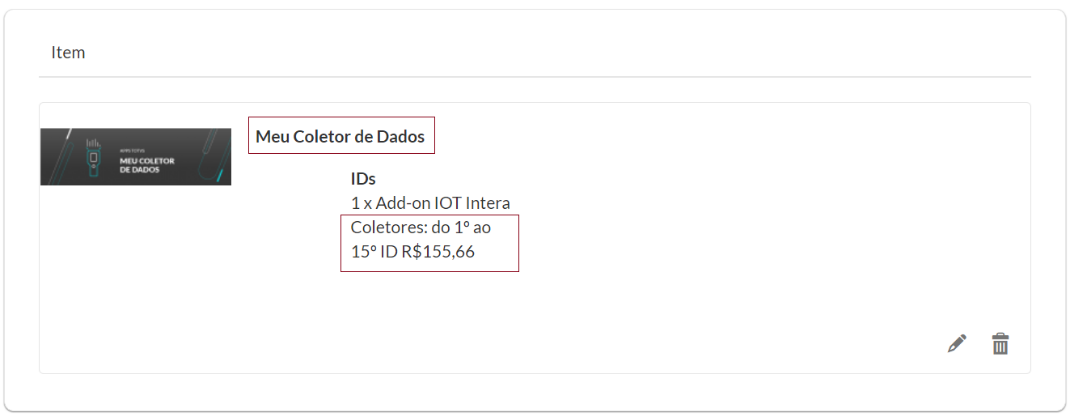 Item
APPS TOTVS
MEU COLETOR
DE DADOS
Meu Coletor de Dados
IDs
1 x Add-on IOT Intera
Coletores: do 1º ao
15º ID R$155,66